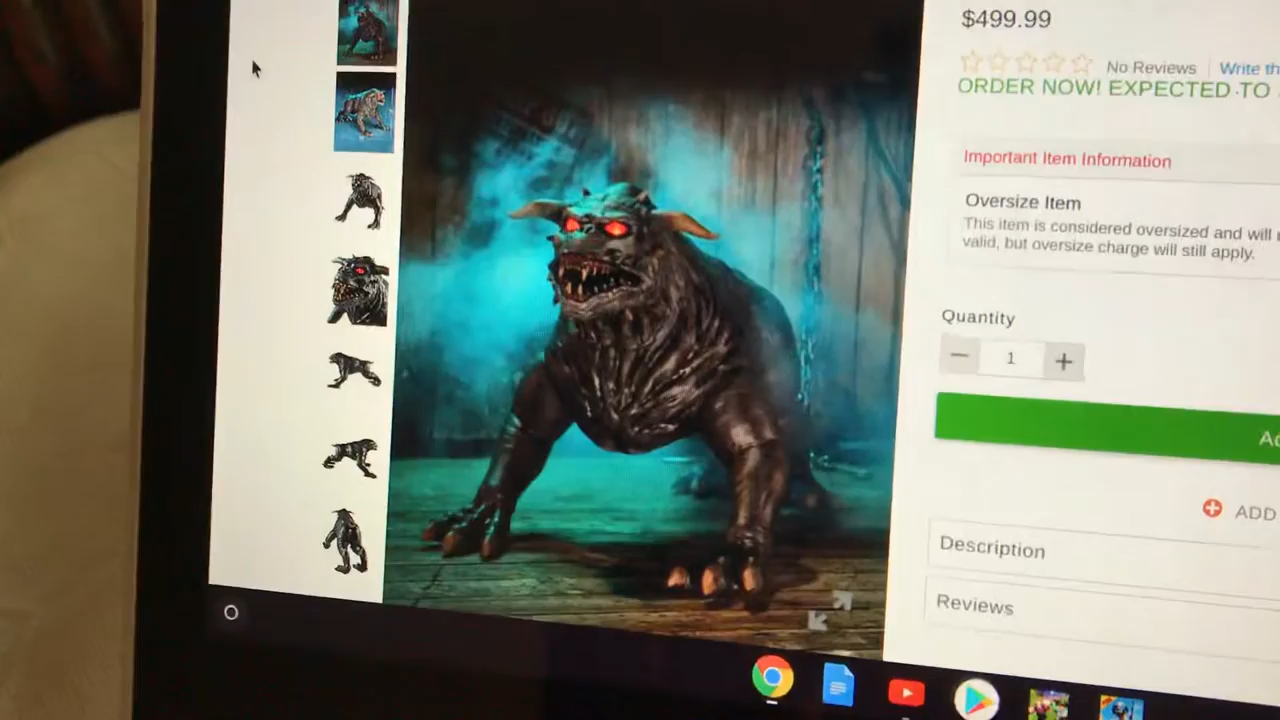 $499.99
No Reviews
Write
ORDER NOW! EXPECTED TO
Important Item Information
Oversize Item
This item is considered oversized and will
valid, but oversize charge will still apply.
Quantity
1
ADD
Description
Reviews